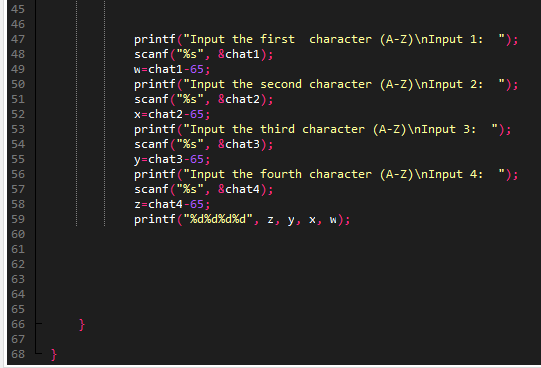 45
46
47 printf("Input the first  character (A-Z)\nInput 1:  ");
48 scanf("%s", &chat1);
49 w=chat1-65;
50 printf("Input the second character (A-Z)\nInput 2:  ");
51 scanf("%s", &chat2);
52 x=chat2-65;
53 printf("Input the third character (A-Z)\nInput 3:  ");
54 scanf("%s", &chat3);
55 y=chat3-65;
56 printf("Input the fourth character (A-Z)\nInput 4:  ");
57 scanf("%s", &chat4);
58 z=chat4-65;
59 printf("%d%d%d%d", z, y, x, w);
60
61
62
63
64
65
66 }
67
68 }